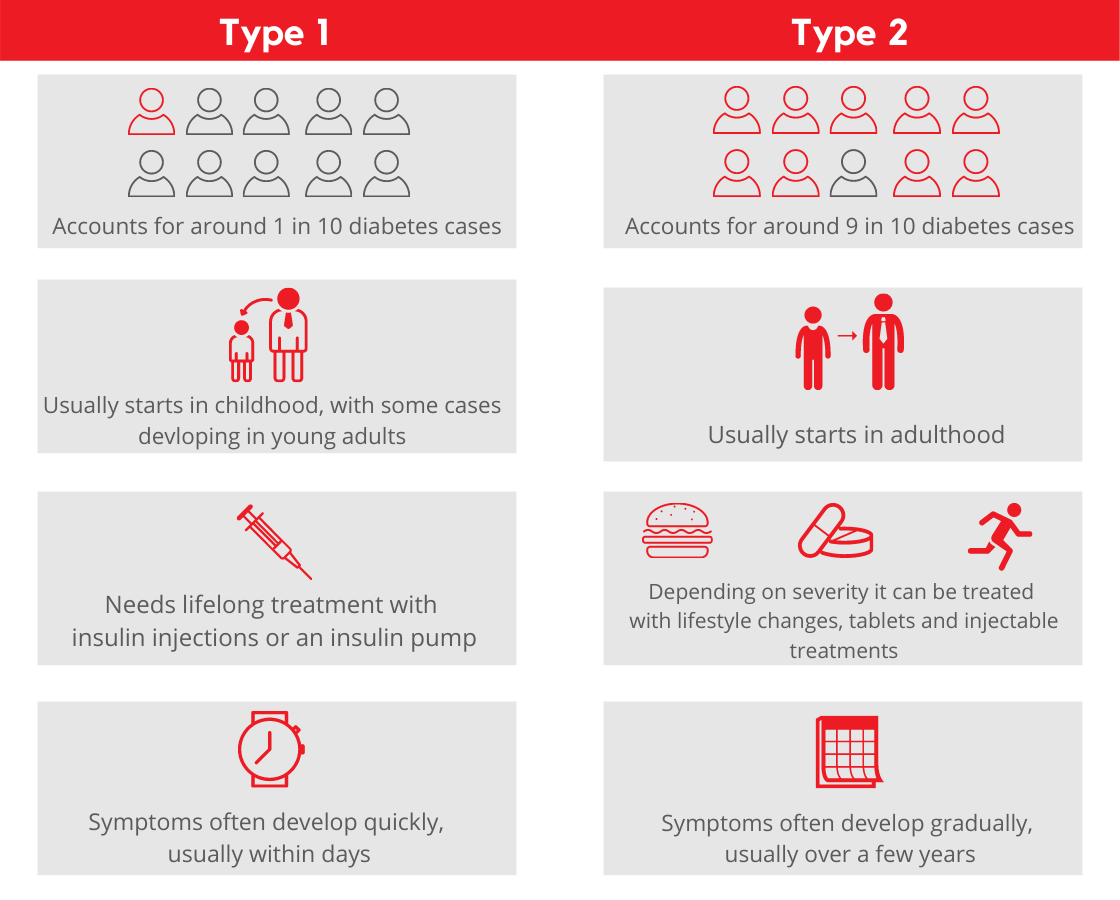 Type 1
Type 2
Accounts for around 1 in 10 diabetes cases
Accounts for around 9 in 10 diabetes cases
Usually starts in childhood, with some cases
devloping in young adults
Usually starts in adulthood
Needs lifelong treatment with
insulin injections or an insulin pump
Depending on severity it can be treated
with lifestyle changes, tablets and injectable
treatments
Symptoms often develop quickly,
usually within days
Symptoms often develop gradually,
usually over a few years